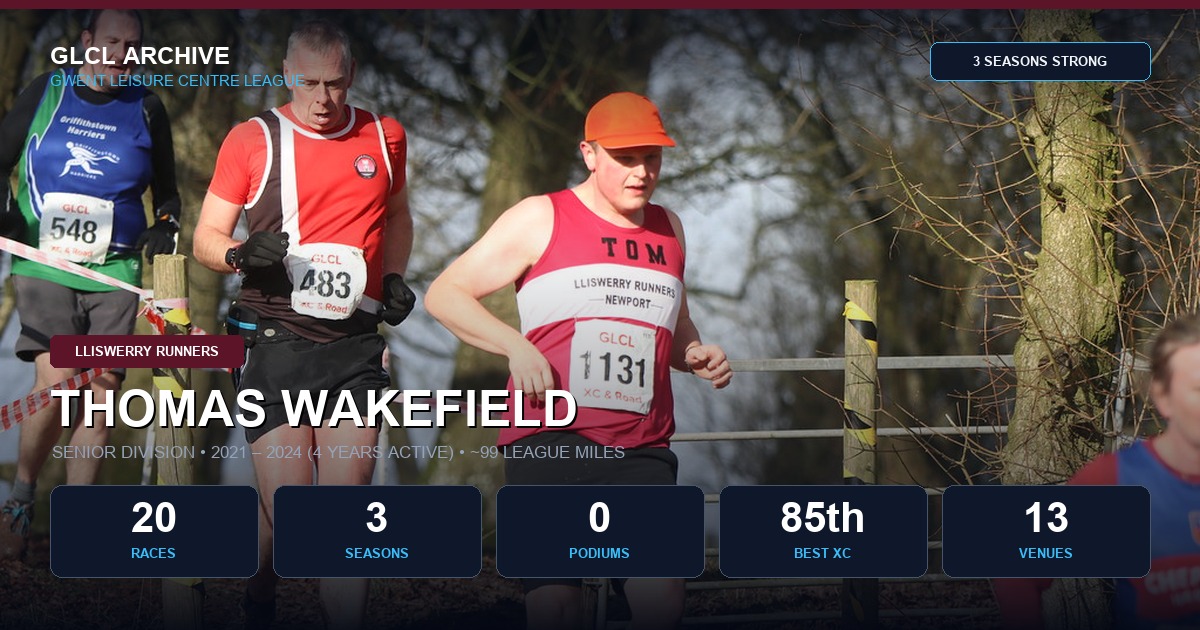 GLCL ARCHIVE
GWENT LEISURE CENTRE LEAGUE
3 SEASONS STRONG
Griffithstown
Harriers
GRIFFITHSTOWN
HARRIERS
GLCL
548
XC & Road
GLCL
483
XC & Road
TOM
LLISWERRY RUNNERS
NEWPORT
GLCL
1131
XC & Road
LLISWERRY RUNNERS
THOMAS WAKEFIELD
SENIOR DIVISION • 2021 – 2024 (4 YEARS ACTIVE) • ~99 LEAGUE MILES
20
RACES
3
SEASONS
0
PODIUMS
85th
BEST XC
13
VENUES